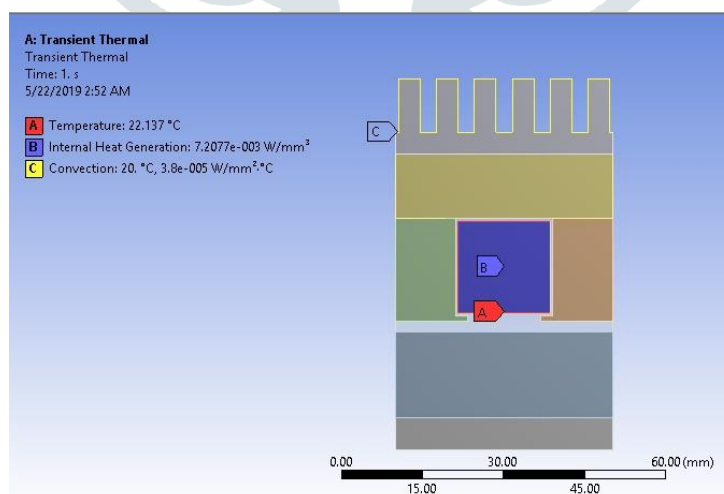 A: Transient Thermal
Transient Thermal
Time: 1. s
5/22/2019 2:52 AM
A Temperature: 22.137 °C
B Internal Heat Generation: 7.2077e-003 W/mm³
C Convection: 20. °C, 3.8e-005 W/mm²·°C
C
B
A
0.00 30.00 60.00 (mm)
15.00 45.00